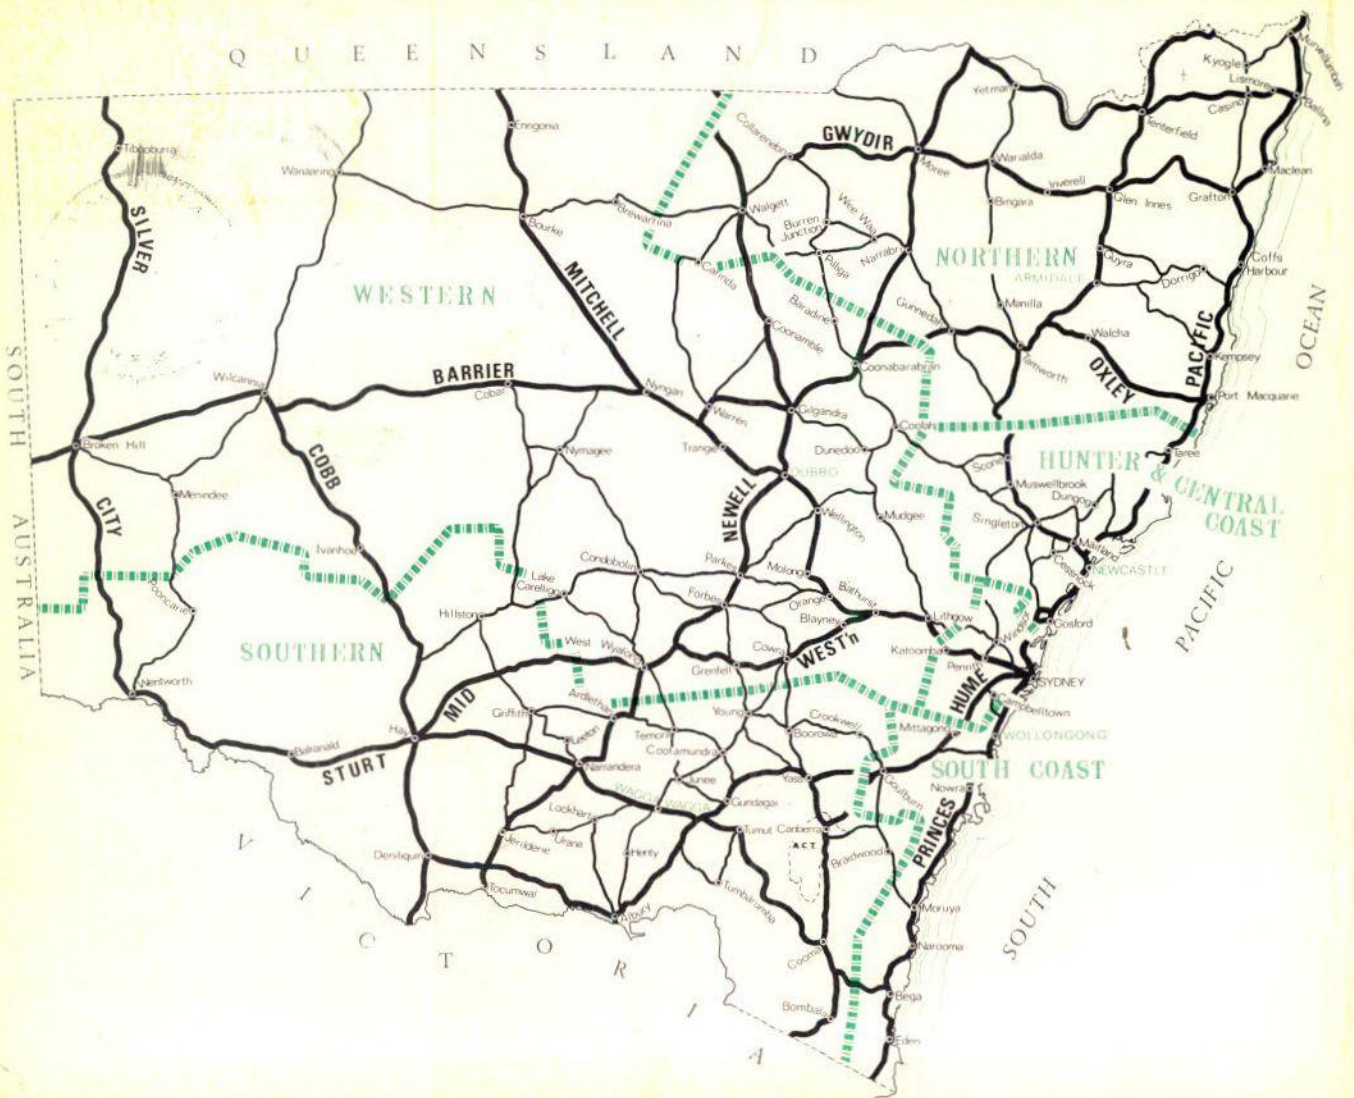 QUEENSLAND
Murwillumbah
Kyogle
Lismore
Casino
Ballina
Yetman
Tenterfield
Enngonia
Collarendon
GWYDIR
Tibooburra
Wanaaring
Moree
Warialda
Inverell
Maclean
Glen Innes
Grafton
Bingara
Brewarrina
Walgett
Wee Waa
Burren
Junction
Bourke
SILVER
Narrabri
NORTHERN
Guyra
Coffs
Harbour
Pilliga
ARMIDALE
Dorrigo
Carinda
MITCHELL
WESTERN
Baradine
Gunnedah
Manilla
Coonamble
Walcha
PACIFIC
OCEAN
Kempsey
OXLEY
Tamworth
Coonabarabran
BARRIER
Wilcannia
Cobar
Nyngan
Port Macquarie
SOUTH AUSTRALIA
Warren
Gilgandra
Coolah
Broken Hill
COBB
Nymagee
Trangie
Dunedoo
Taree
Scone
HUNTER & CENTRAL
COAST
DUBBO
Muswellbrook
Dungog
Menindee
CITY
NEWELL
Wellington
Mudgee
Singleton
Ivanhoe
Maitland
Cessnock
NEWCASTLE
Condobolin
Parkes
Molong
Lake
Cargelligo
Pooncarie
Forbes
Orange
Bathurst
PACIFIC
Hillston
Blayney
Lithgow
Windsor
Gosford
SOUTHERN
West Wyalong
Cowra
WEST'n
Katoomba
Penrith
Grenfell
SYDNEY
Wentworth
MID
Ardlethan
HUME
Campbelltown
Griffith
Young
Crookwell
Mittagong
Hay
Leeton
Temora
Boorowa
WOLLONGONG
Balranald
Cootamundra
STURT
Narrandera
Junee
Yass
Goulburn
SOUTH COAST
WAGGA WAGGA
Gundagai
Nowra
Lockhart
Tumut
Canberra
PRINCES
VICTORIA
Jerilderie
Urana
Henty
A.C.T.
Braidwood
Deniliquin
Tocumwal
Tumbarumba
Albury
Moruya
SOUTH
Cooma
Narooma
Bombala
Bega
Eden